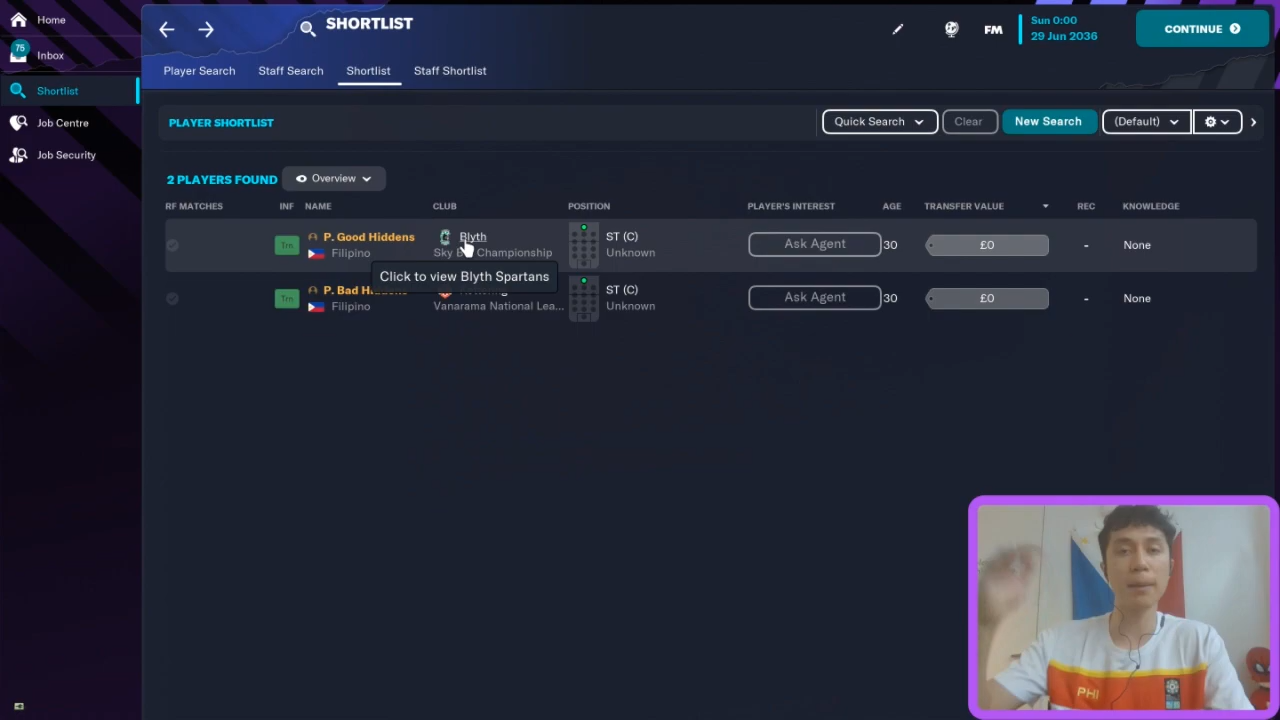 Home
75
Inbox
Shortlist
Job Centre
Job Security
SHORTLIST
FM
Sun 0:00
29 Jun 2036
CONTINUE
Player Search
Staff Search
Shortlist
Staff Shortlist
PLAYER SHORTLIST
Quick Search
Clear
New Search
(Default)
2 PLAYERS FOUND
Overview
RF MATCHES INF NAME CLUB POSITION PLAYER'S INTEREST AGE TRANSFER VALUE REC KNOWLEDGE
Trn P. Good Hiddens Blyth ST (C) Ask Agent 30 £0 - None
Filipino Sky B Championship Unknown
Click to view Blyth Spartans
Trn P. Bad ST (C) Ask Agent 30 £0 - None
Filipino Vanarama National Lea... Unknown
PHI